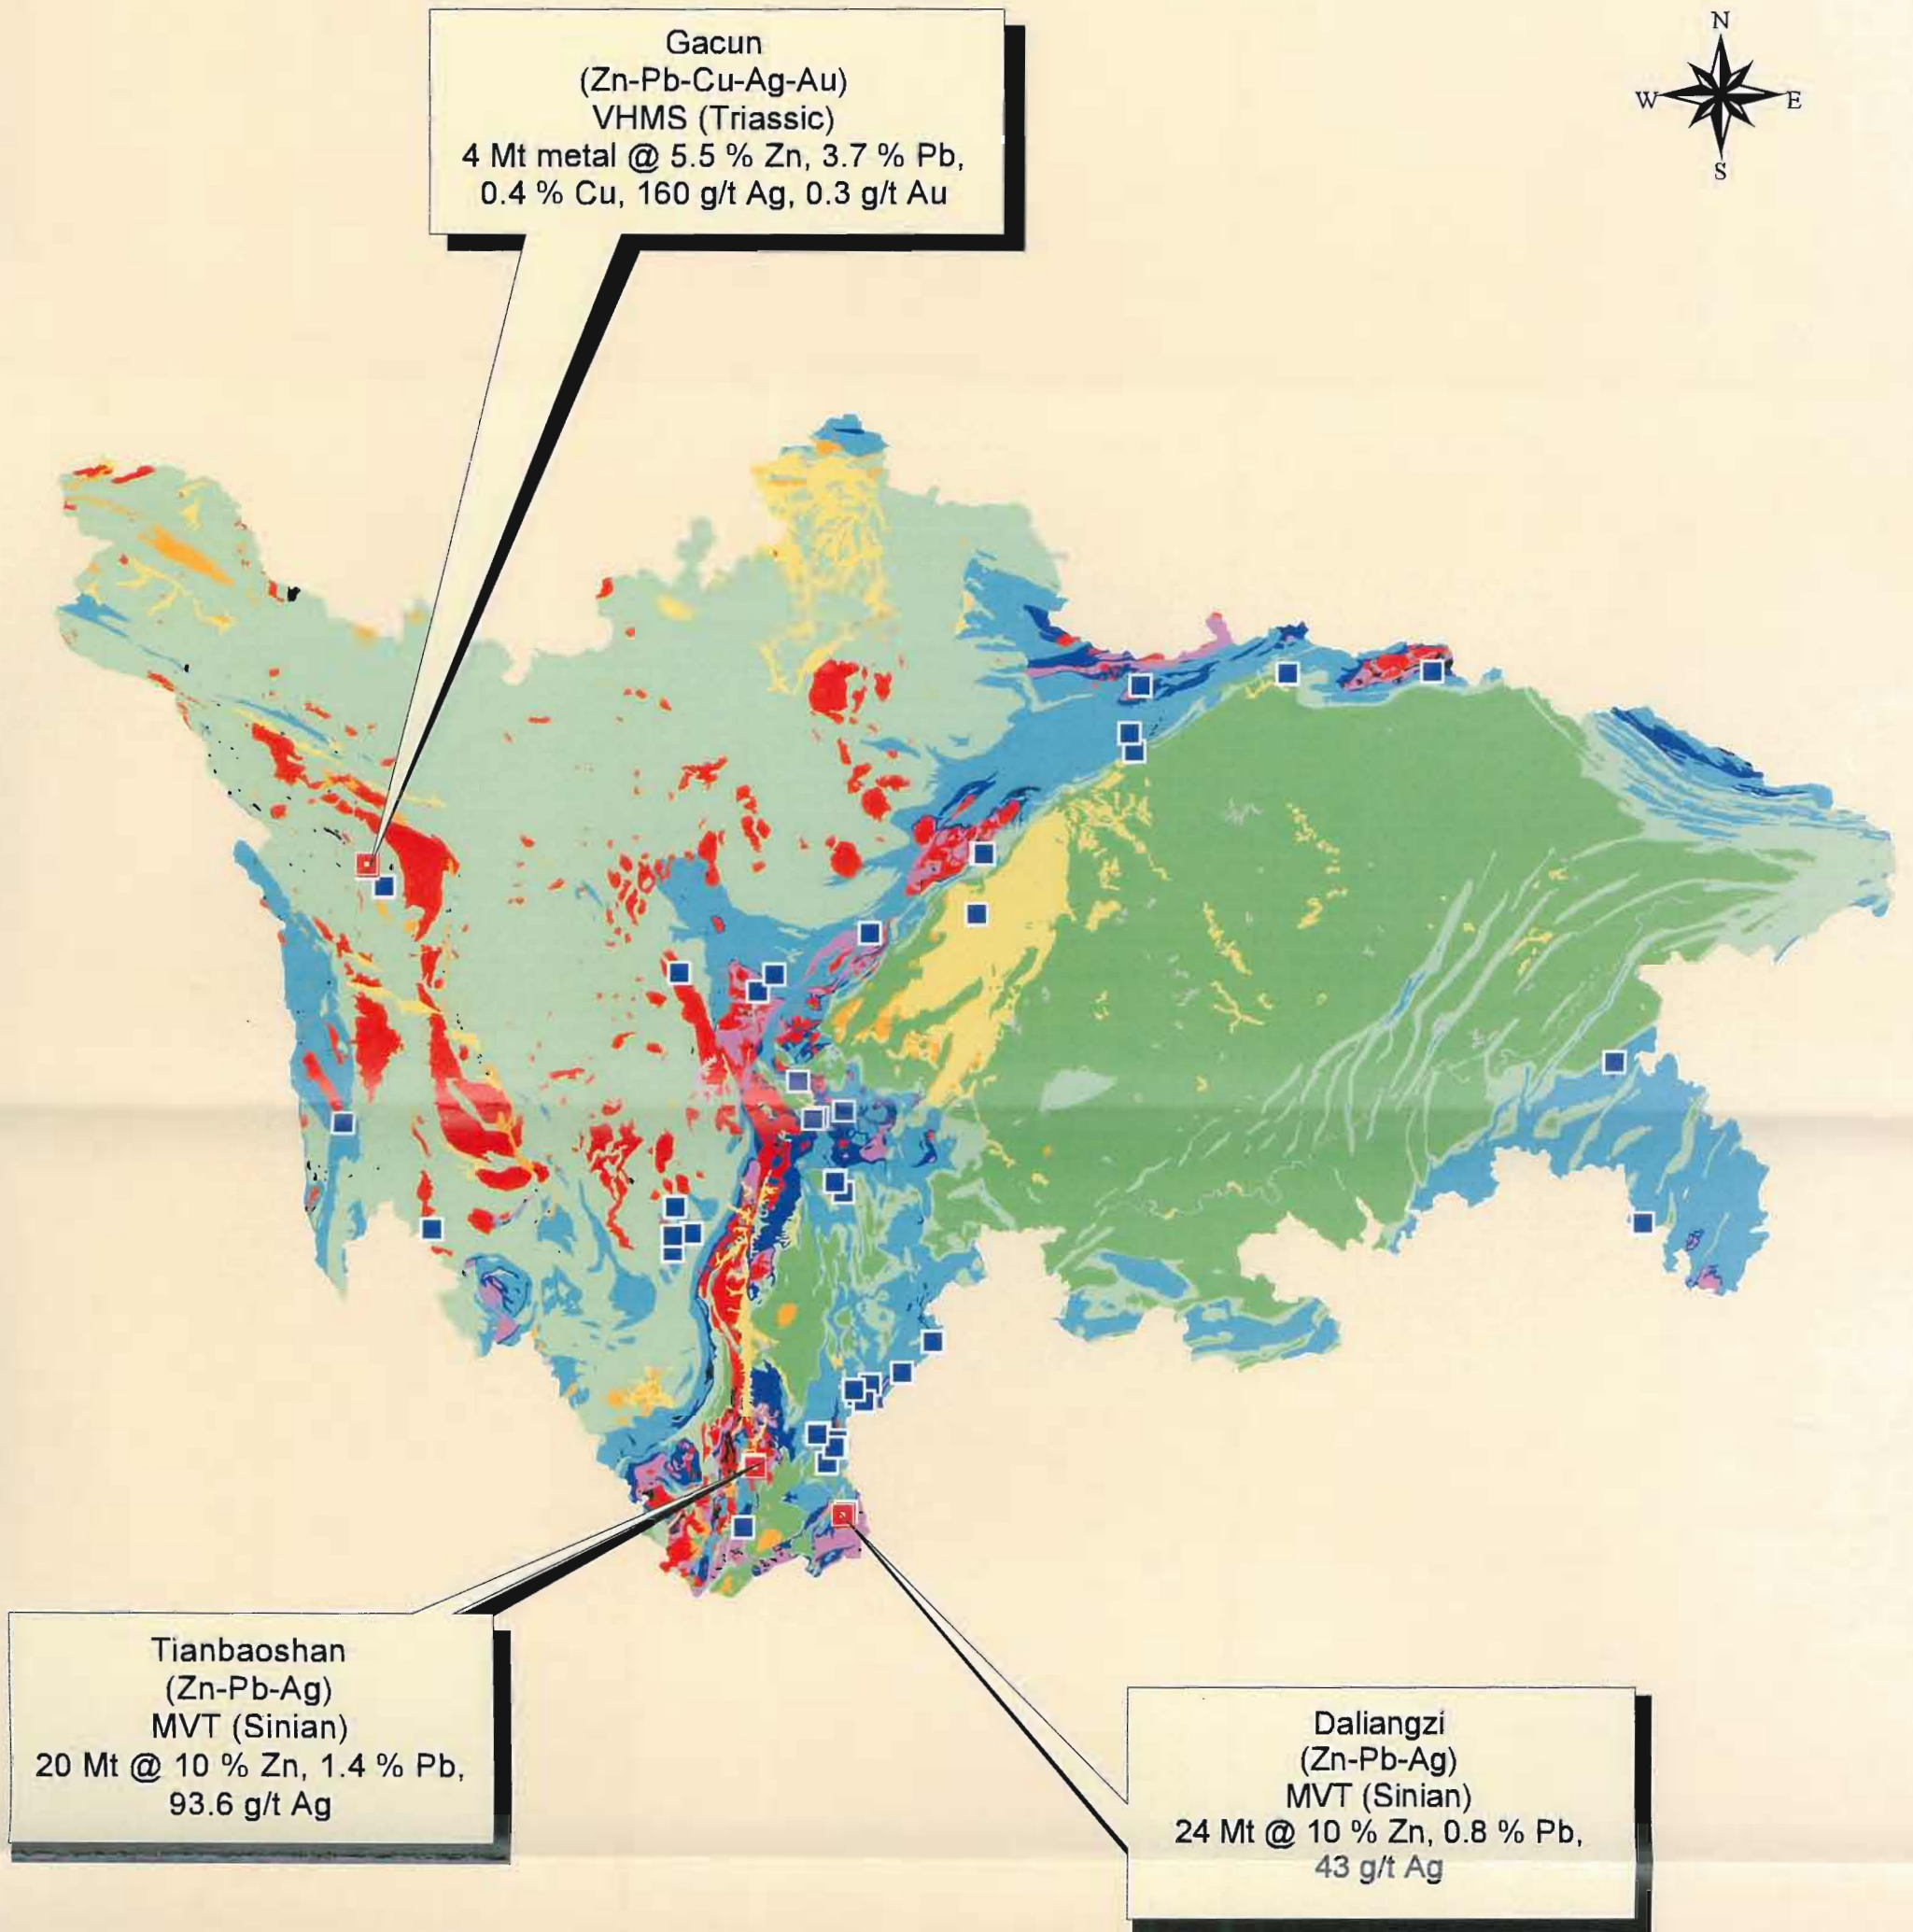 Gacun
(Zn-Pb-Cu-Ag-Au)
VHMS (Triassic)
4 Mt metal @ 5.5 % Zn, 3.7 % Pb,
0.4 % Cu, 160 g/t Ag, 0.3 g/t Au
N
W
E
S
Tianbaoshan
(Zn-Pb-Ag)
MVT (Sinian)
20 Mt @ 10 % Zn, 1.4 % Pb,
93.6 g/t Ag
Daliangzi
(Zn-Pb-Ag)
MVT (Sinian)
24 Mt @ 10 % Zn, 0.8 % Pb,
43 g/t Ag